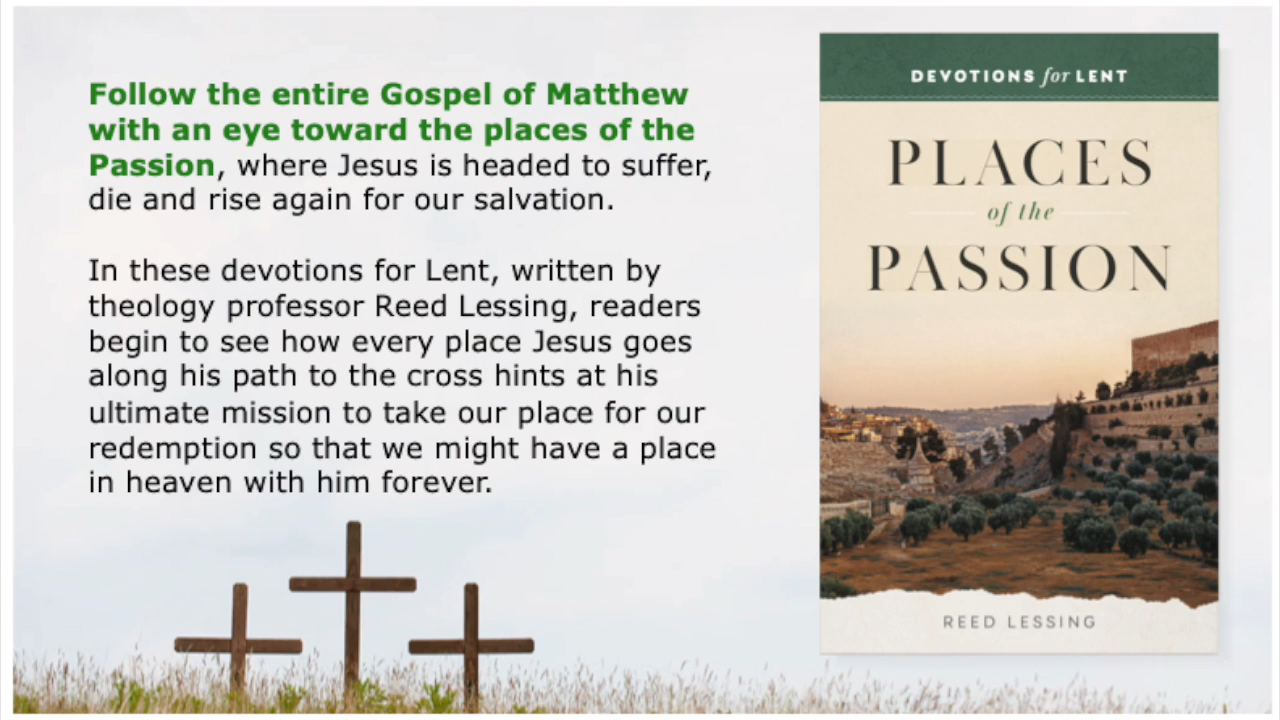 Follow the entire Gospel of Matthew
with an eye toward the places of the
Passion, where Jesus is headed to suffer,
die and rise again for our salvation.
In these devotions for Lent, written by
theology professor Reed Lessing, readers
begin to see how every place Jesus goes
along his path to the cross hints at his
ultimate mission to take our place for our
redemption so that we might have a place
in heaven with him forever.
DEVOTIONS for LENT
PLACES
of the
PASSION
REED LESSING